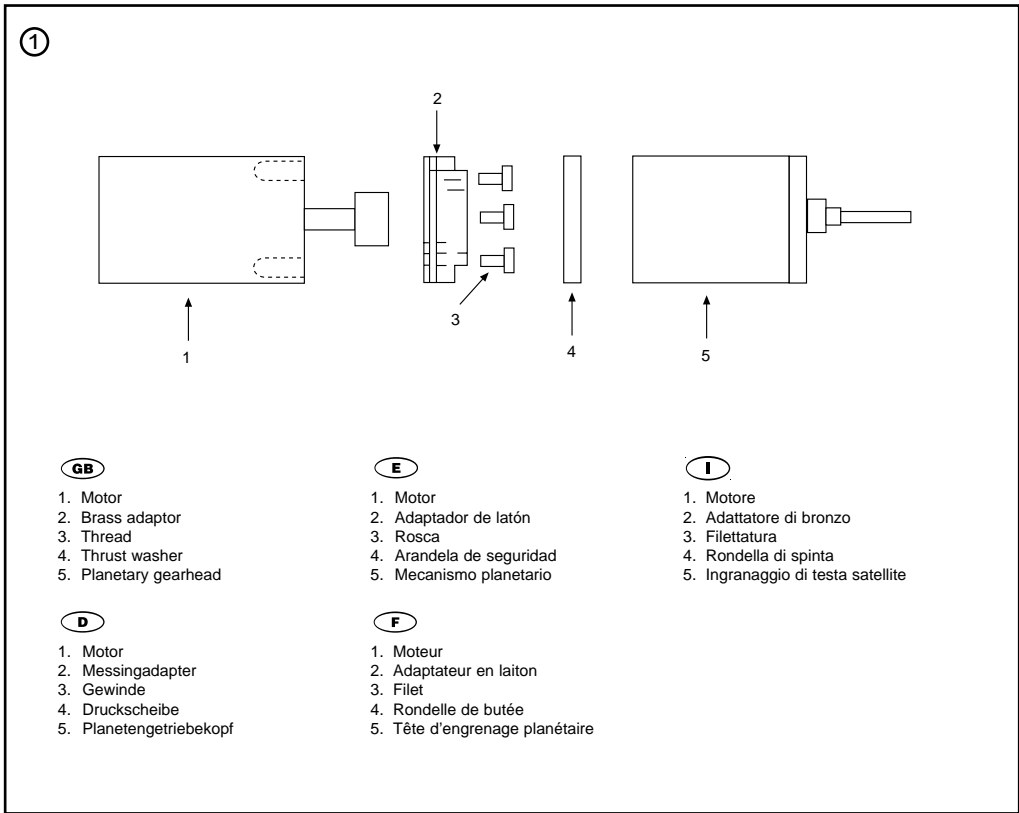 1
2
3
1
4
5
GB
1. Motor
2. Brass adaptor
3. Thread
4. Thrust washer
5. Planetary gearhead
E
1. Motor
2. Adaptador de latón
3. Rosca
4. Arandela de seguridad
5. Mecanismo planetario
I
1. Motore
2. Adattatore di bronzo
3. Filettatura
4. Rondella di spinta
5. Ingranaggio di testa satellite
D
1. Motor
2. Messingadapter
3. Gewinde
4. Druckscheibe
5. Planetengetriebekopf
F
1. Moteur
2. Adaptateur en laiton
3. Filet
4. Rondelle de butée
5. Tête d'engrenage planétaire